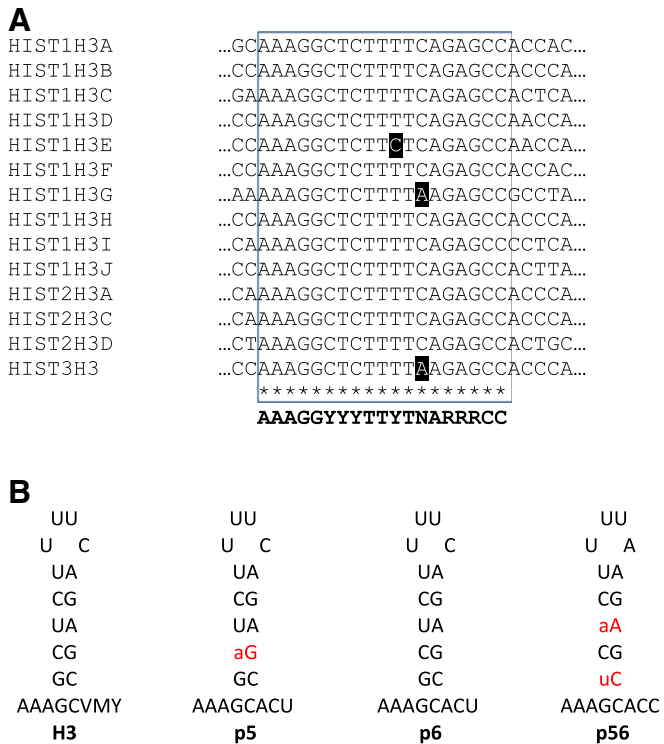 A
HIST1H3A …GCAAAGGCTCTTTTCAGAGCCACCAC…
HIST1H3B …CCAAAGGCTCTTTTCAGAGCCACCCA…
HIST1H3C …GAAAAGGCTCTTTTCAGAGCCACTCA…
HIST1H3D …CCAAAGGCTCTTTTCAGAGCCAACCA…
HIST1H3E …CCAAAGGCTCTTCTCAGAGCCAACCA…
HIST1H3F …CCAAAGGCTCTTTTCAGAGCCACCAC…
HIST1H3G …AAAAAGGCTCTTTTAAGAGCCGCCTA…
HIST1H3H …CCAAAGGCTCTTTTCAGAGCCACCCA…
HIST1H3I …CAAAAGGCTCTTTTCAGAGCCCCTCA…
HIST1H3J …CCAAAGGCTCTTTTCAGAGCCACTTA…
HIST2H3A …CAAAAGGCTCTTTTCAGAGCCACCCA…
HIST2H3C …CAAAAGGCTCTTTTCAGAGCCACCCA…
HIST2H3D …CTAAAGGCTCTTTTCAGAGCCACTGC…
HIST3H3 …CCAAAGGCTCTTTTAAGAGCCACCCA…
*******************
AAAGGYYYTTYTNARRRCC
B
UU UU UU UU
U C U C U C U A
UA UA UA UA
CG CG CG CG
UA UA UA aA
CG aG CG CG
GC GC GC uC
AAAGCVMY AAAGCACU AAAGCACU AAAGCACC
H3 p5 p6 p56